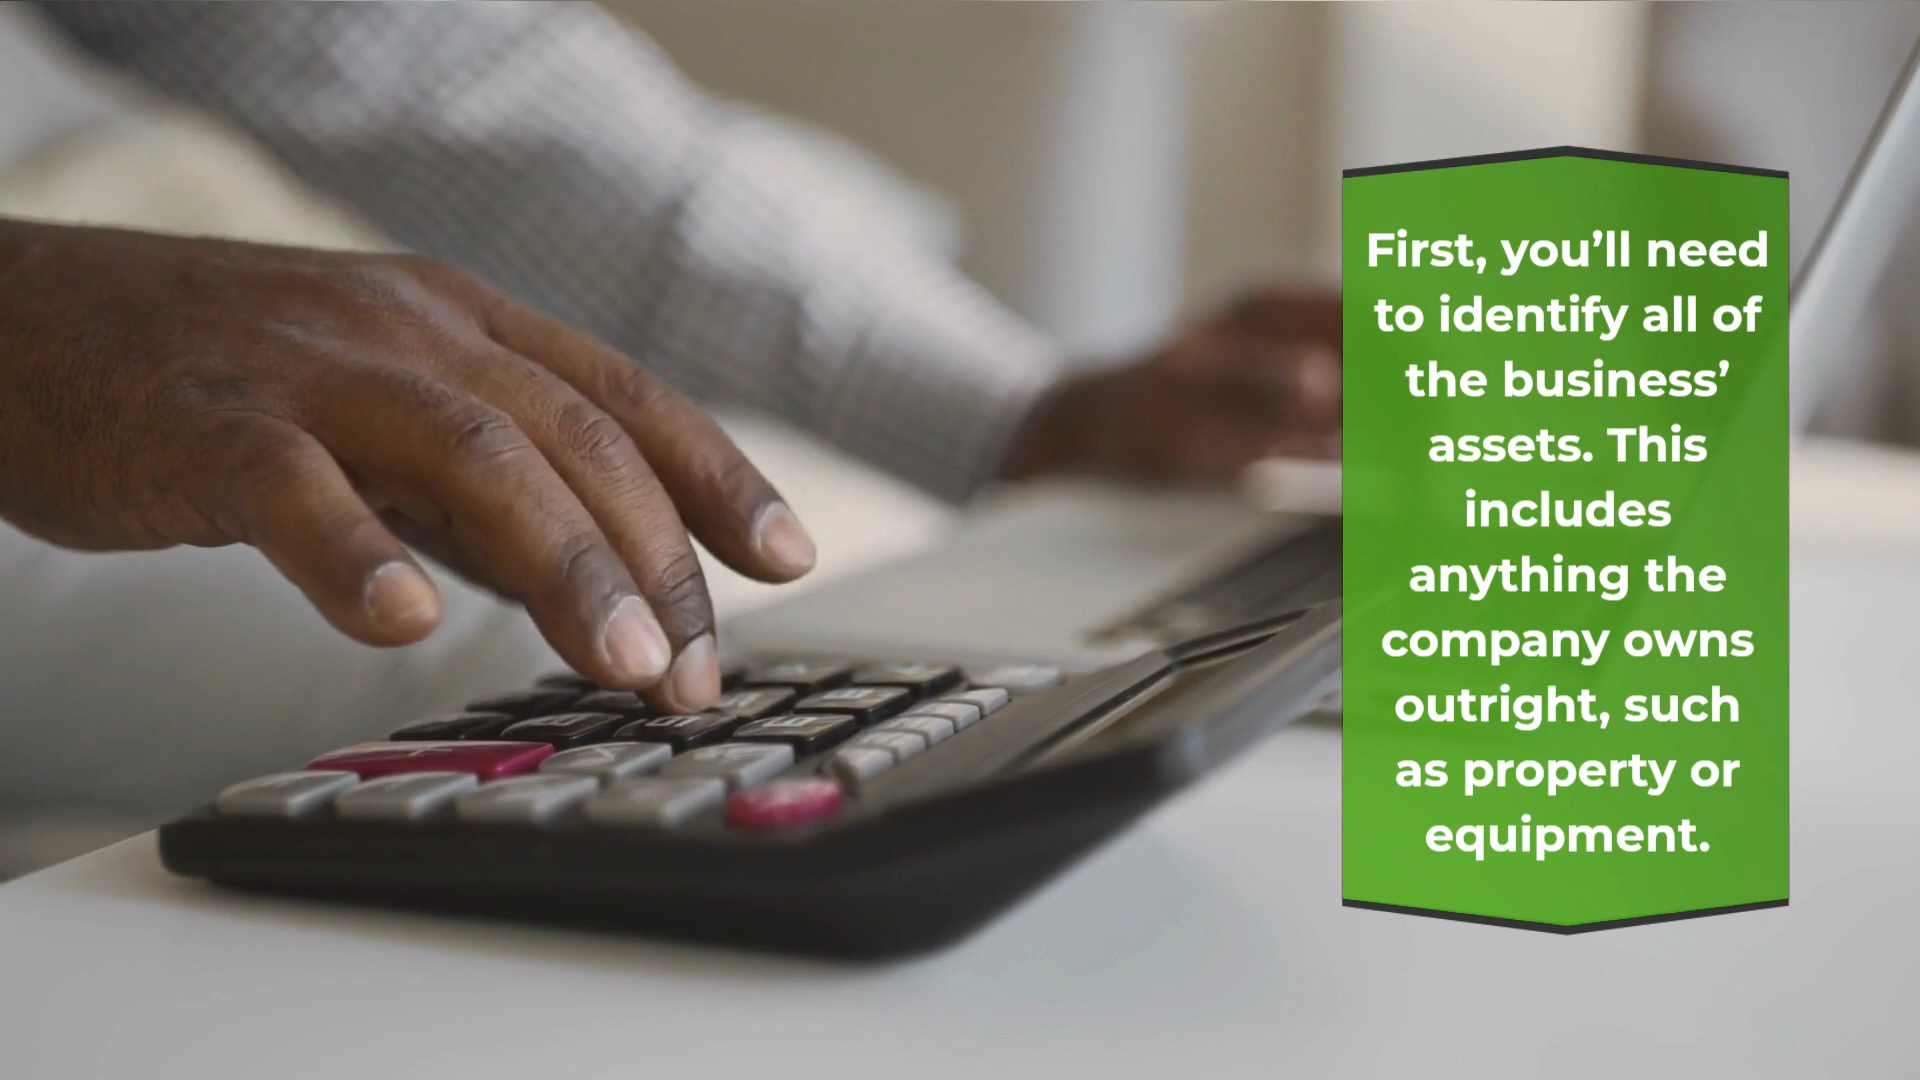 First, you’ll need
to identify all of
the business’
assets. This
includes
anything the
company owns
outright, such
as property or
equipment.